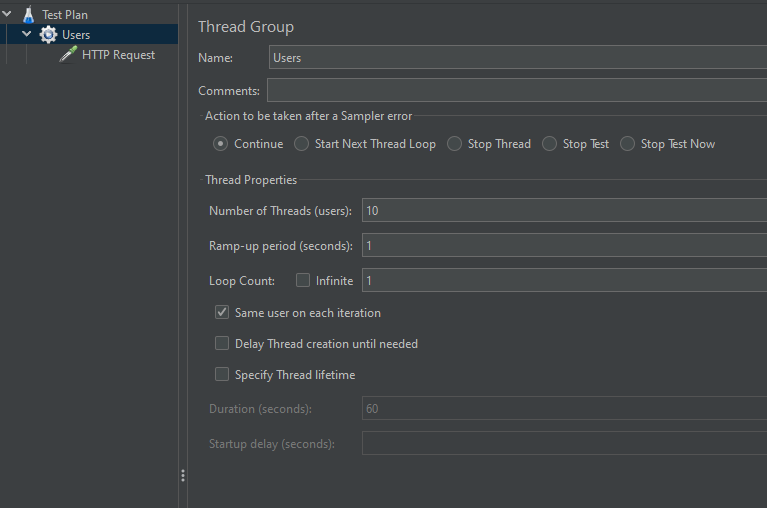 Test Plan
Users
HTTP Request
Thread Group
Name: Users
Comments:
Action to be taken after a Sampler error
Continue Start Next Thread Loop Stop Thread Stop Test Stop Test Now
Thread Properties
Number of Threads (users): 10
Ramp-up period (seconds): 1
Loop Count: Infinite 1
Same user on each iteration
Delay Thread creation until needed
Specify Thread lifetime
Duration (seconds): 60
Startup delay (seconds):